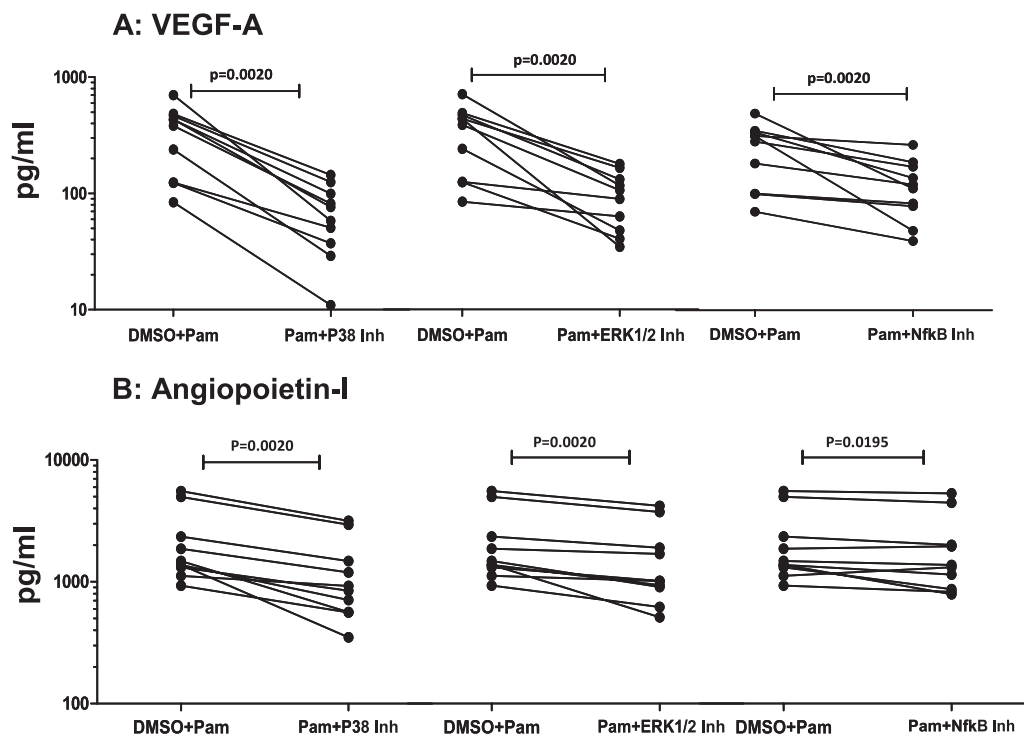 A: VEGF-A
p=0.0020
p=0.0020
p=0.0020
1000
100
10
pg/ml
DMSO+Pam Pam+P38 Inh DMSO+Pam Pam+ERK1/2 Inh DMSO+Pam Pam+NfkB Inh
B: Angiopoietin-I
P=0.0020
P=0.0020
P=0.0195
10000
1000
100
pg/ml
DMSO+Pam Pam+P38 Inh DMSO+Pam Pam+ERK1/2 Inh DMSO+Pam Pam+NfkB Inh